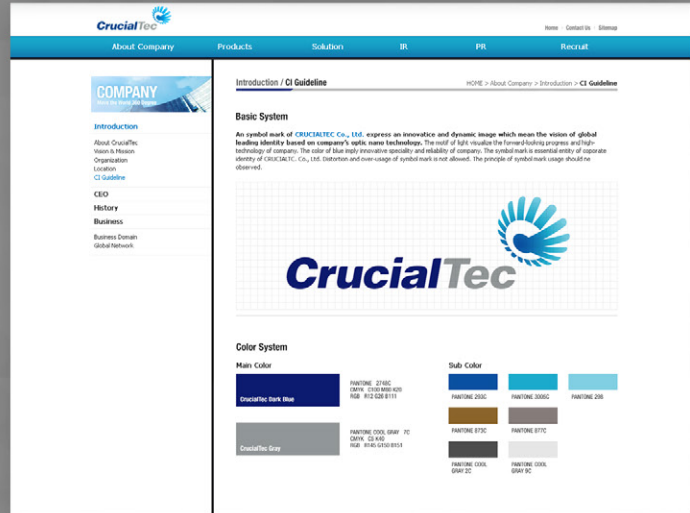 CrucialTec
Home Contact Us Sitemap
About Company Products Solution IR PR Recruit
COMPANY
Introduction / CI Guideline
HOME > About Company > Introduction > CI Guideline
Introduction
About CrucialTec
Vision & Mission
Organization
Location
CI Guideline
CEO
History
Business
Business Domain
Global Network
Basic System
An symbol mark of CRUCIALTEC Co., Ltd. express an innovatice and dynamic image which mean the vision of global
leading identity based on company's optic nano technology. The motif of light visualize the forward-looknig progress and high-
technology of company. The color of blue imply innovative speciality and reliability of company. The symbol mark is essential entity of coporate
identity of CRUCIALTC. Co., Ltd. Distortion and over-usage of symbol mark is not allowed. The principle of symbol mark usage should be
observed.
CrucialTec
Color System
Main Color
CrucialTec Dark Blue
PANTONE 2748C
CMYK C100 M80 K20
RGB R12 G26 B111
CrucialTec Gray
PANTONE COOL GRAY 7C
CMYK C0 K40
RGB R145 G150 B151
Sub Color
PANTONE 293C PANTONE 3005C PANTONE 298
PANTONE 873C PANTONE 877C
PANTONE COOL
GRAY 2C
PANTONE COOL
GRAY 9C